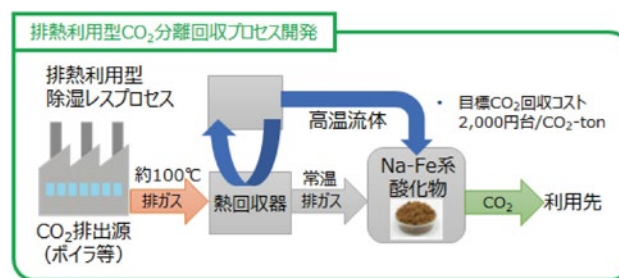 排熱利用型CO₂分離回収プロセス開発
排熱利用型
除湿レスプロセス
高温流体
• 目標CO₂回収コスト
2,000円台/CO₂-ton
約100℃
排ガス
熱回収器
常温
排ガス
Na-Fe系
酸化物
CO₂
利用先
CO₂排出源
(ボイラ等)